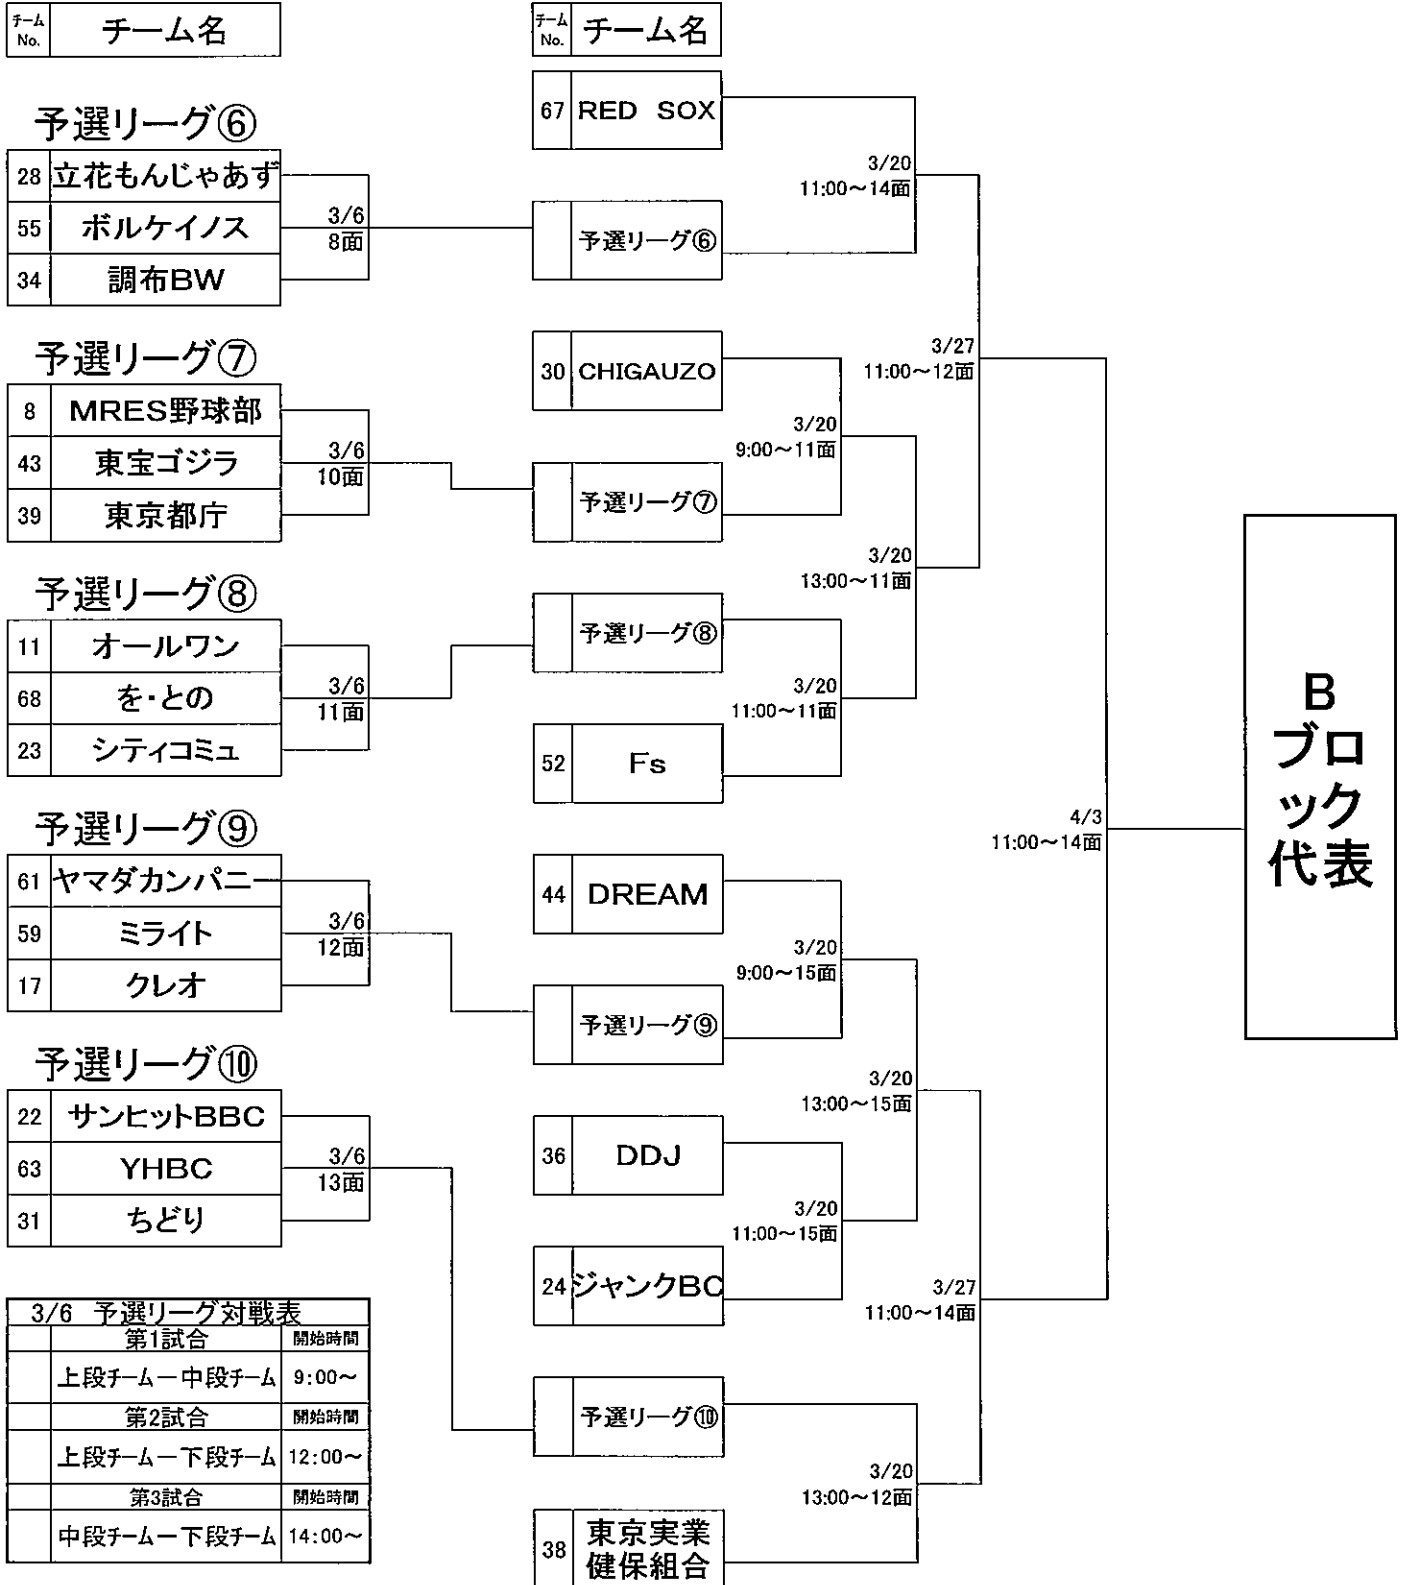 チーム
No.
チーム名
予選リーグ⑥
28 立花もんじゃあず
55 ボルケイノス
34 調布BW
3/6
8面
予選リーグ⑦
8 MRES野球部
43 東宝ゴジラ
39 東京都庁
3/6
10面
予選リーグ⑧
11 オールワン
68 を・との
23 シティコミュ
3/6
11面
予選リーグ⑨
61 ヤマダカンパニー
59 ミライト
17 クレオ
3/6
12面
予選リーグ⑩
22 サンヒットBBC
63 YHBC
31 ちどり
3/6
13面
3/6 予選リーグ対戦表
第1試合 開始時間
上段チームー中段チーム 9:00~
第2試合 開始時間
上段チームー下段チーム 12:00~
第3試合 開始時間
中段チームー下段チーム 14:00~
チーム
No.
チーム名
67 RED SOX
予選リーグ⑥
30 CHIGAUZO
予選リーグ⑦
予選リーグ⑧
52 Fs
44 DREAM
予選リーグ⑨
36 DDJ
24 ジャンクBC
予選リーグ⑩
38 東京実業
健保組合
3/20
11:00~14面
3/20
9:00~11面
3/20
11:00~11面
3/20
13:00~11面
3/27
11:00~12面
3/20
9:00~15面
3/20
11:00~15面
3/20
13:00~15面
3/20
13:00~12面
3/27
11:00~14面
4/3
11:00~14面
B
ブロ
ック
代表